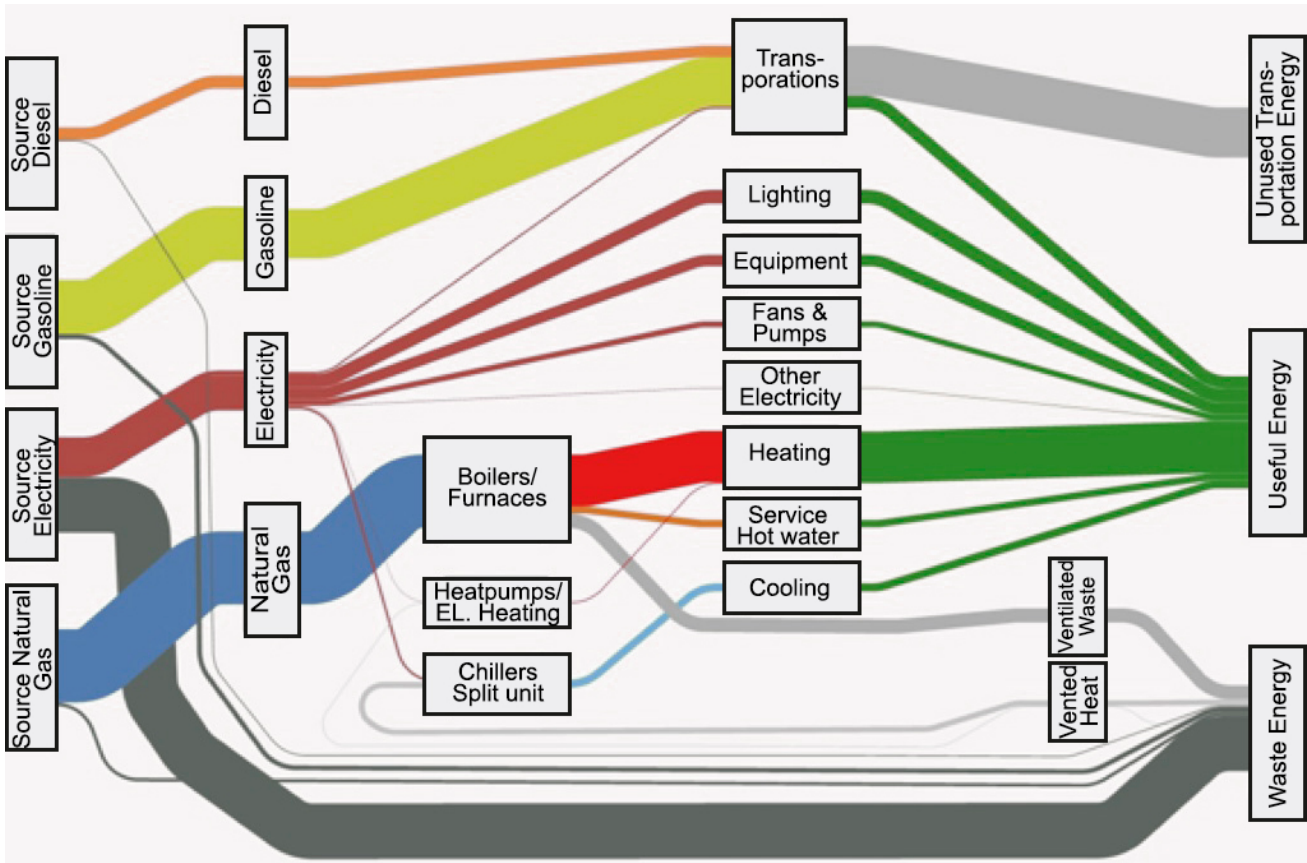 Source
Diesel
Source
Gasoline
Source
Electricity
Source Natural
Gas
Diesel
Gasoline
Electricity
Natural
Gas
Boilers/
Furnaces
Heatpumps/
EL. Heating
Chillers
Split unit
Trans-
porations
Lighting
Equipment
Fans &
Pumps
Other
Electricity
Heating
Service
Hot water
Cooling
Ventilated
Waste
Vented
Heat
Unused Trans-
portation Energy
Useful Energy
Waste Energy